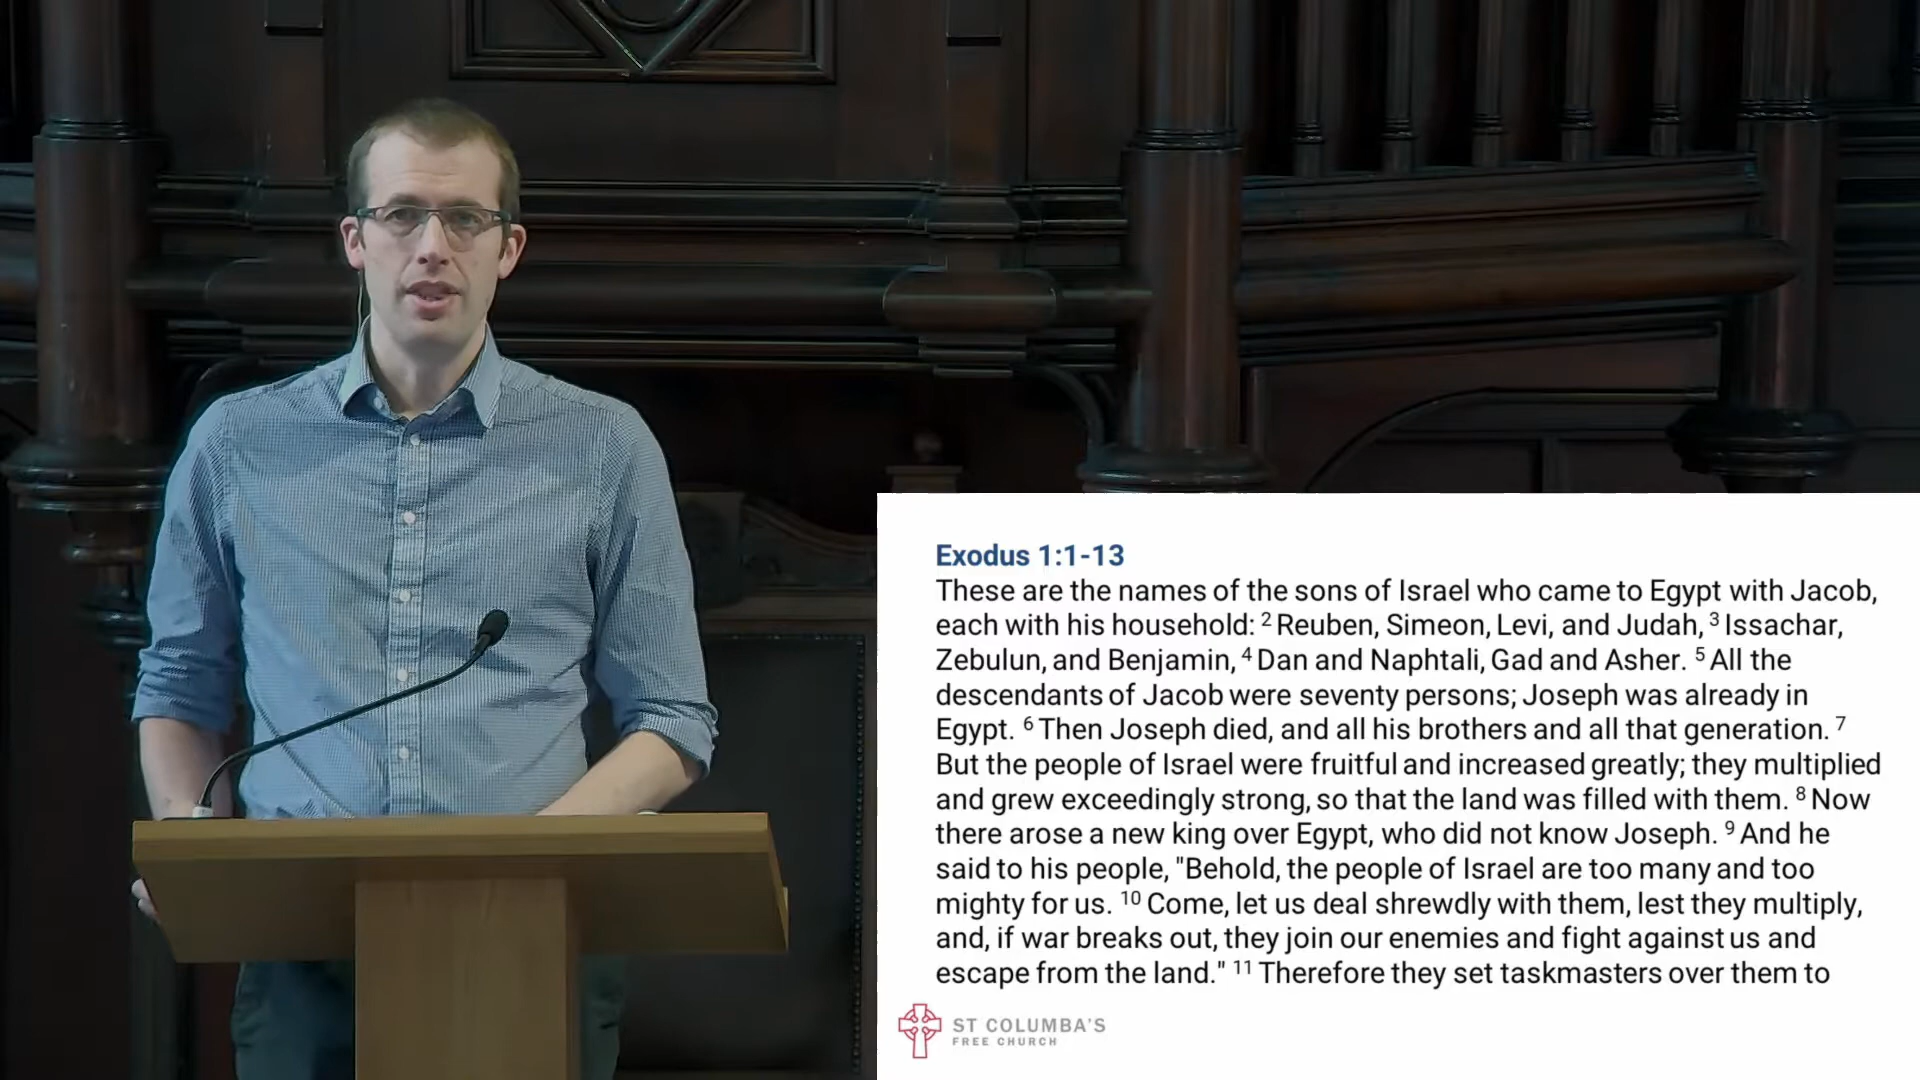 Exodus 1:1-13
These are the names of the sons of Israel who came to Egypt with Jacob,
each with his household: 2 Reuben, Simeon, Levi, and Judah, 3 Issachar,
Zebulun, and Benjamin, 4 Dan and Naphtali, Gad and Asher. 5 All the
descendants of Jacob were seventy persons; Joseph was already in
Egypt. 6 Then Joseph died, and all his brothers and all that generation. 7
But the people of Israel were fruitful and increased greatly; they multiplied
and grew exceedingly strong, so that the land was filled with them. 8 Now
there arose a new king over Egypt, who did not know Joseph. 9 And he
said to his people, "Behold, the people of Israel are too many and too
mighty for us. 10 Come, let us deal shrewdly with them, lest they multiply,
and, if war breaks out, they join our enemies and fight against us and
escape from the land." 11 Therefore they set taskmasters over them to
ST COLUMBA'S
FREE CHURCH